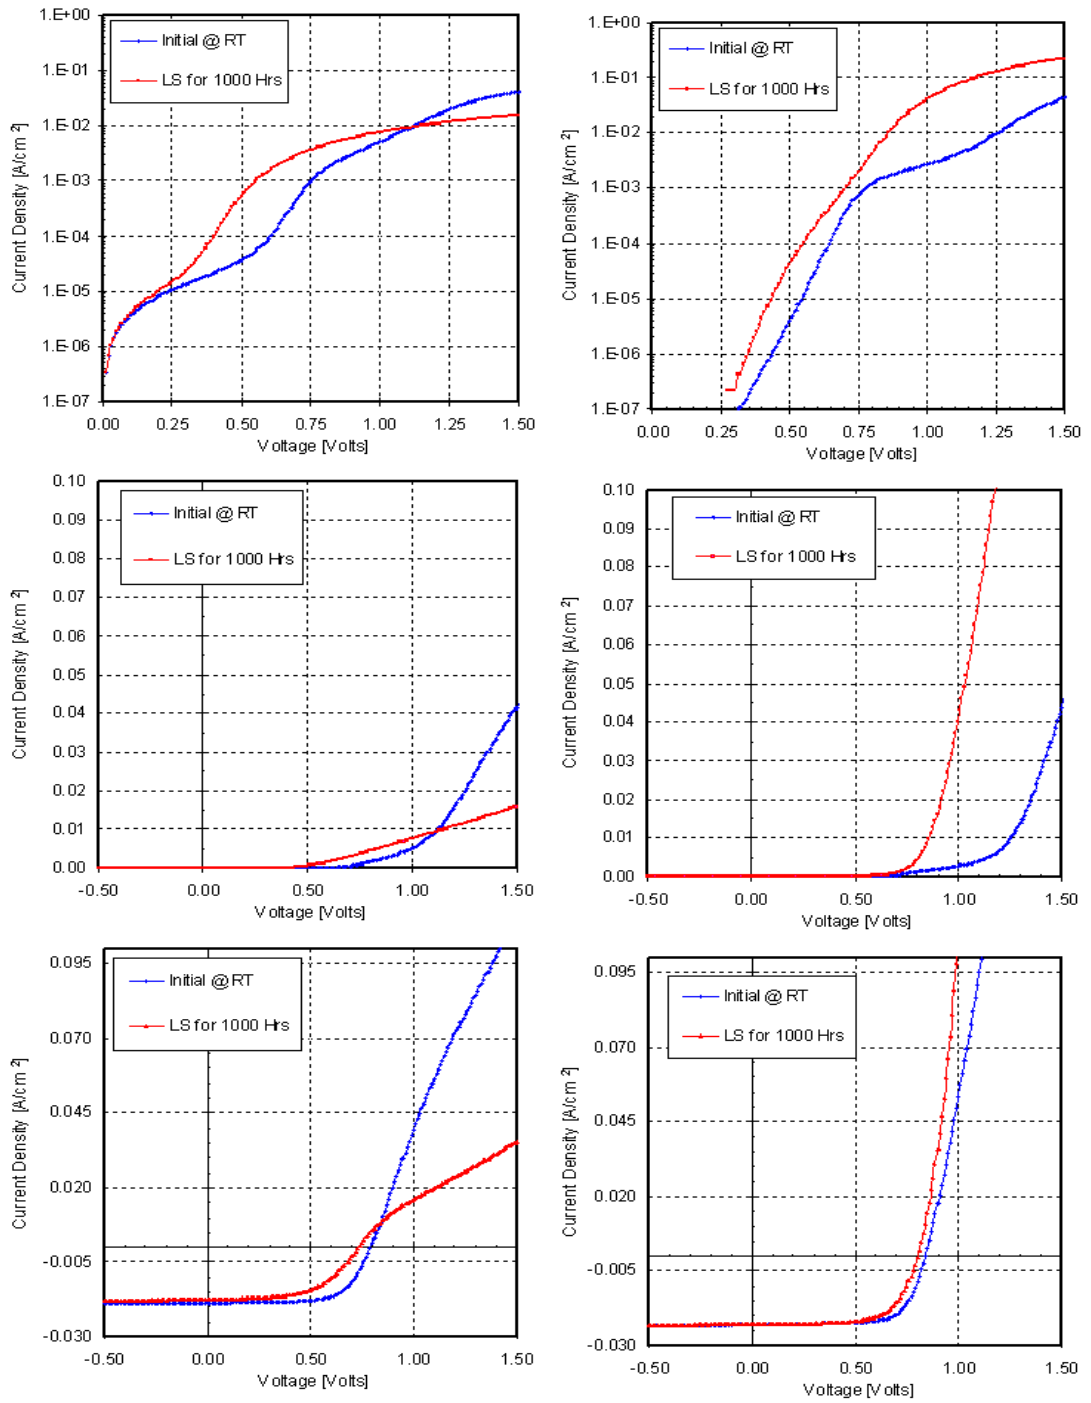 1.E+00
1.E-01
1.E-02
1.E-03
1.E-04
1.E-05
1.E-06
1.E-07
Current Density [A/cm 2]
Initial @ RT
LS for 1000 Hrs
0.00 0.25 0.50 0.75 1.00 1.25 1.50
Voltage [Volts]
1.E+00
1.E-01
1.E-02
1.E-03
1.E-04
1.E-05
1.E-06
1.E-07
Current Density [A/cm 2]
Initial @ RT
LS for 1000 Hrs
0.00 0.25 0.50 0.75 1.00 1.25 1.50
Voltage [Volts]
0.10
0.09
0.08
0.07
0.06
0.05
0.04
0.03
0.02
0.01
0.00
Current Density [A/cm 2]
Initial @ RT
LS for 1000 Hrs
-0.50 0.00 0.50 1.00 1.50
Voltage [Volts]
0.10
0.09
0.08
0.07
0.06
0.05
0.04
0.03
0.02
0.01
0.00
Current Density [A/cm 2]
Initial @ RT
LS for 1000 Hrs
-0.50 0.00 0.50 1.00 1.50
Voltage [Volts]
0.095
0.070
0.045
0.020
-0.005
-0.030
Current Density [A/cm 2]
Initial @ RT
LS for 1000 Hrs
-0.50 0.00 0.50 1.00 1.50
Voltage [Volts]
0.095
0.070
0.045
0.020
-0.005
-0.030
Current Density [A/cm 2]
Initial @ RT
LS for 1000 Hrs
-0.50 0.00 0.50 1.00 1.50
Voltage [Volts]